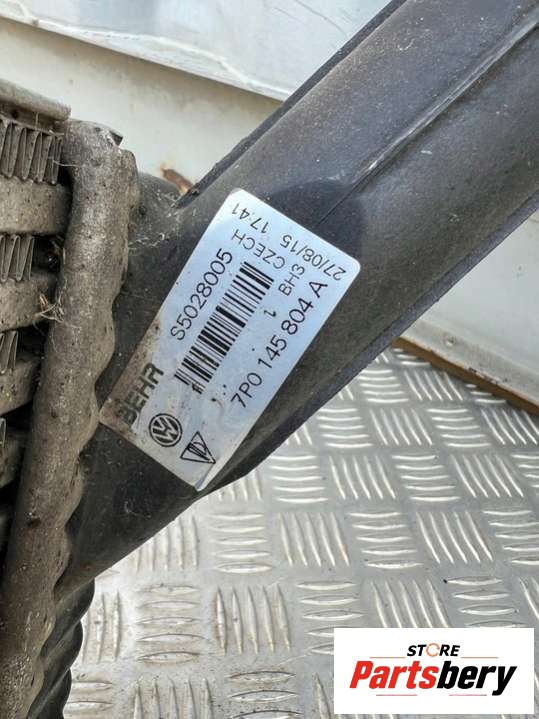 27/08/15 17:41
BH3 CZECH
S5028005
7P0 145 804 A
BEHR
STORE
Partsbery